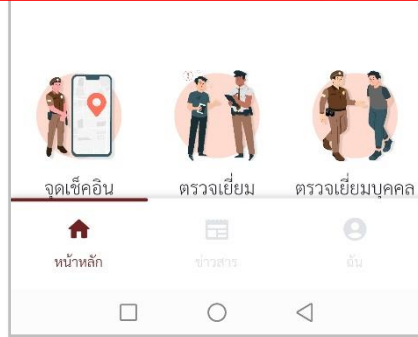 จุดเช็คอิน ตรวจเยี่ยม ตรวจเยี่ยมบุคคล
หน้าหลัก ข่าวสาร ฉัน